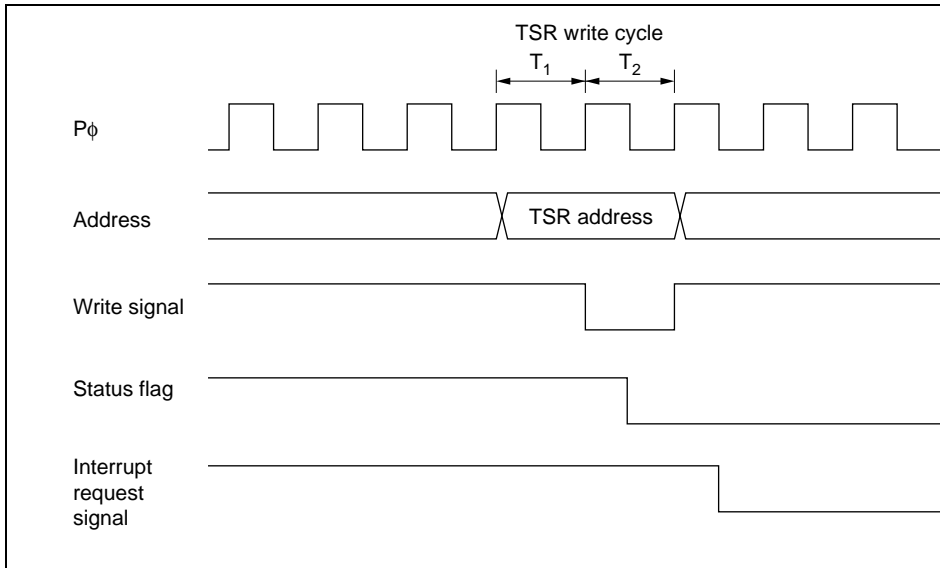 TSR write cycle
T1 T2
Pϕ
Address
TSR address
Write signal
Status flag
Interrupt
request
signal